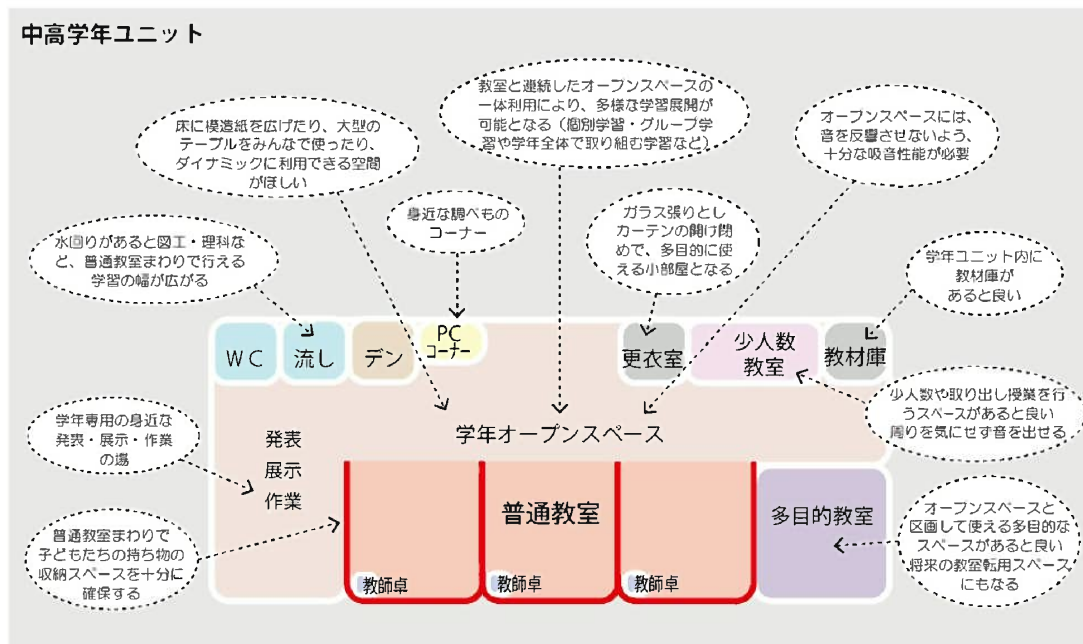 中高学年ユニット
教室と連続したオープンスペースの
一体利用により、多様な学習展開が
可能となる（個別学習・グループ学
習や学年全体で取り組む学習など）
オープンスペースには、
音を反響させないよう、
十分な吸音性能が必要
床に模造紙を広げたり、大型の
テーブルをみんなで使ったり、
ダイナミックに利用できる空間
がほしい
身近な調べもの
コーナー
ガラス張りとし
カーテンの開け閉
めで、多目的に使
える小部屋となる
水回りがあると図工・理科な
ど、普通教室まわりで行える
学習の幅が広がる
学年ユニット内に
教材庫が
あると良い
WC
流し
デン
PC
コーナー
更衣室
少人数
教室
教材庫
少人数や取り出し授業を行
うスペースがあると良い
周りを気にせず音を出せる
学年専用の身近な
発表・展示・作業
の場
発表
展示
作業
学年オープンスペース
普通教室まわりで
子どもたちの持ち物の
収納スペースを十分に
確保する
普通教室
多目的教室
オープンスペースと
区画して使える多目的な
スペースがあると良い
将来の教室転用スペース
にもなる
教師卓
教師卓
教師卓